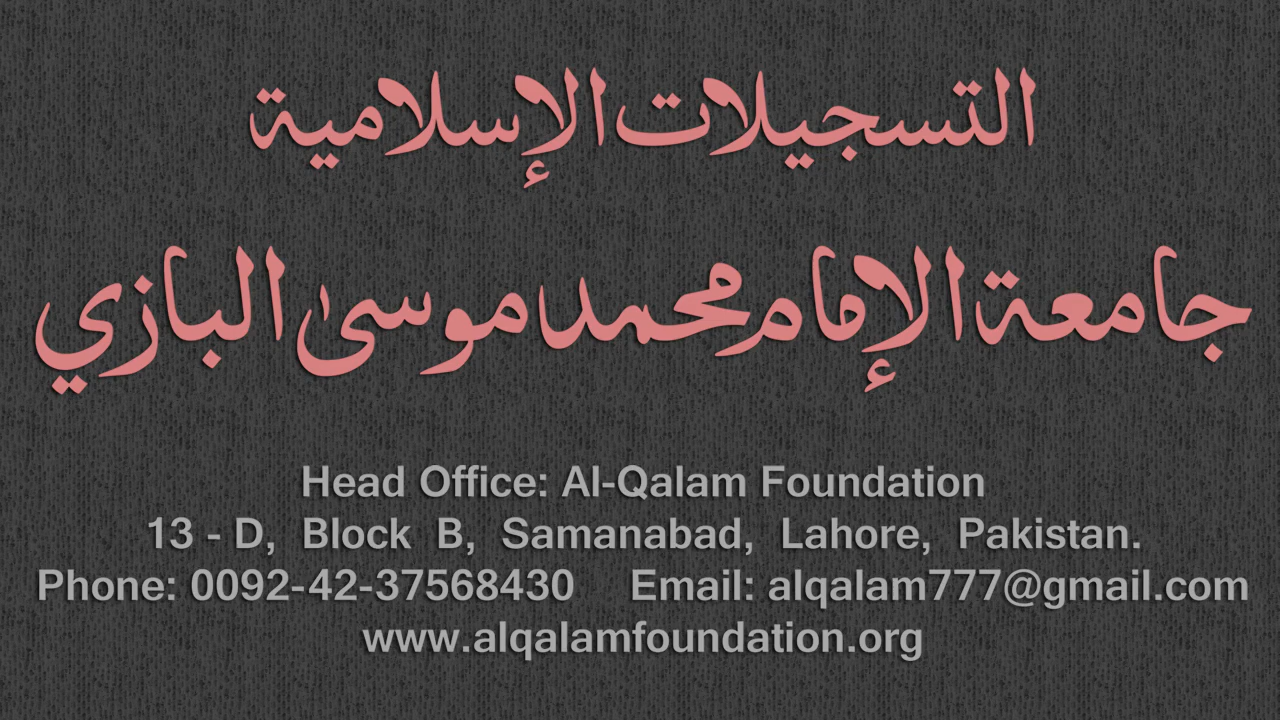 التسجيلات الإسلامية
جامعة الإمام محمد موسىٰ البازي
Head Office: Al-Qalam Foundation
13 - D, Block B, Samanabad, Lahore, Pakistan.
Phone: 0092-42-37568430 Email: alqalam777@gmail.com
www.alqalamfoundation.org